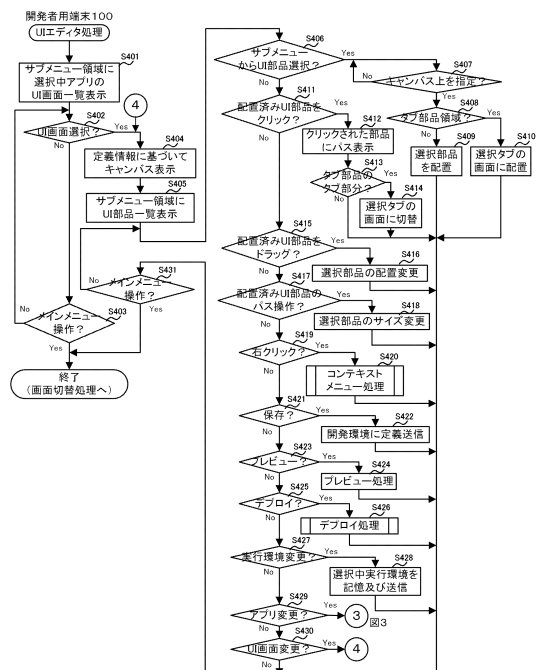 開発者用端末100
UIエディタ処理
S401
サブメニュー領域に
選択中アプリの
UI画面一覧表示
4
S402
UI画面選択？
Yes
No
S404
定義情報に基づいて
キャンバス表示
S405
サブメニュー領域に
UI部品一覧表示
S431
メインメニュー
操作？
No
Yes
S403
メインメニュー
操作？
No
Yes
終了
(画面切替処理へ)
S406
サブメニュー
からUI部品選択？
Yes
No
S407
キャンバス上を指定？
No
Yes
S408
タブ部品領域？
Yes
No
S409
選択部品
を配置
S410
選択タブの
画面に配置
S411
配置済みUI部品を
クリック？
Yes
No
S412
クリックされた部品
にバス表示
S413
タブ部品の
タブ部分？
Yes
No
S414
選択タブの
画面に切替
S415
配置済みUI部品を
ドラッグ？
Yes
No
S416
選択部品の配置変更
S417
配置済みUI部品の
バス操作？
Yes
No
S418
選択部品のサイズ変更
S419
右クリック？
Yes
No
S420
コンテキスト
メニュー処理
S421
保存？
Yes
No
S422
開発環境に定義送信
S423
プレビュー？
Yes
No
S424
プレビュー処理
S425
デプロイ？
Yes
No
S426
デプロイ処理
S427
実行環境変更？
Yes
No
S428
選択中実行環境を
記憶及び送信
S429
アプリ変更？
Yes
No
3
図3
S430
UI画面変更？
Yes
No
4